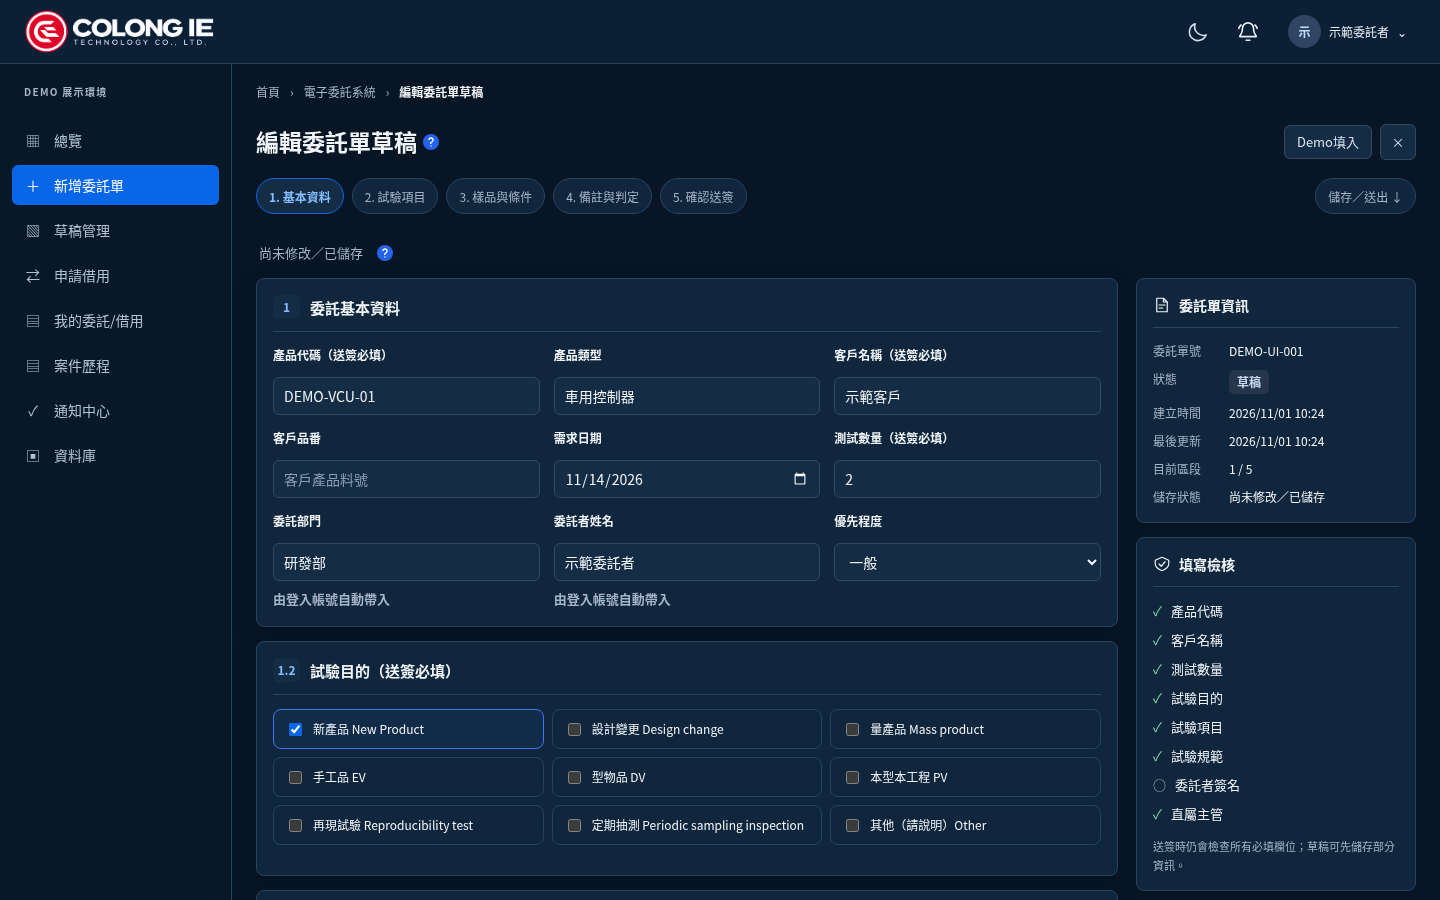 COLONG IE
TECHNOLOGY CO., LTD.
示 示範委託者
DEMO 展示環境
總覽
新增委託單
草稿管理
申請借用
我的委託/借用
案件歷程
通知中心
資料庫
首頁 › 電子委託系統 › 編輯委託單草稿
編輯委託單草稿 ?
Demo填入 ×
1. 基本資料 2. 試驗項目 3. 樣品與條件 4. 備註與判定 5. 確認送簽 儲存／送出 ↓
尚未修改／已儲存 ?
1 委託基本資料
產品代碼（送簽必填） 產品類型 客戶名稱（送簽必填）
DEMO-VCU-01 車用控制器 示範客戶
客戶品番 需求日期 測試數量（送簽必填）
客戶產品料號 11/14/2026 2
委託部門 委託者姓名 優先程度
研發部 示範委託者 一般
由登入帳號自動帶入 由登入帳號自動帶入
1.2 試驗目的（送簽必填）
新產品 New Product 設計變更 Design change 量產品 Mass product
手工品 EV 型物品 DV 本型本工程 PV
再現試驗 Reproducibility test 定期抽測 Periodic sampling inspection 其他（請說明）Other
委託單資訊
委託單號 DEMO-UI-001
狀態 草稿
建立時間 2026/11/01 10:24
最後更新 2026/11/01 10:24
目前區段 1 / 5
儲存狀態 尚未修改／已儲存
填寫檢核
✓ 產品代碼
✓ 客戶名稱
✓ 測試數量
✓ 試驗目的
✓ 試驗項目
✓ 試驗規範
○ 委託者簽名
✓ 直屬主管
送簽時仍會檢查所有必填欄位；草稿可先儲存部分
資訊。